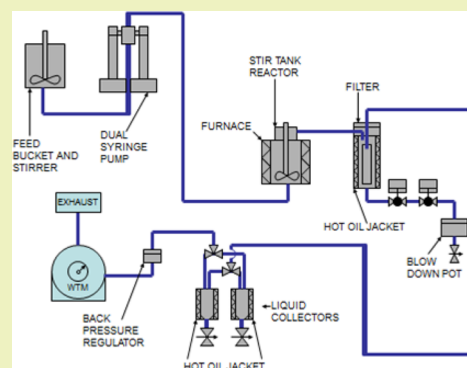 STIR TANK
REACTOR
FILTER
FURNACE
FEED
BUCKET AND
STIRRER
DUAL
SYRINGE
PUMP
HOT OIL JACKET
EXHAUST
BLOW
DOWN POT
WTM
LIQUID
COLLECTORS
BACK
PRESSURE
REGULATOR
HOT OIL JACKET